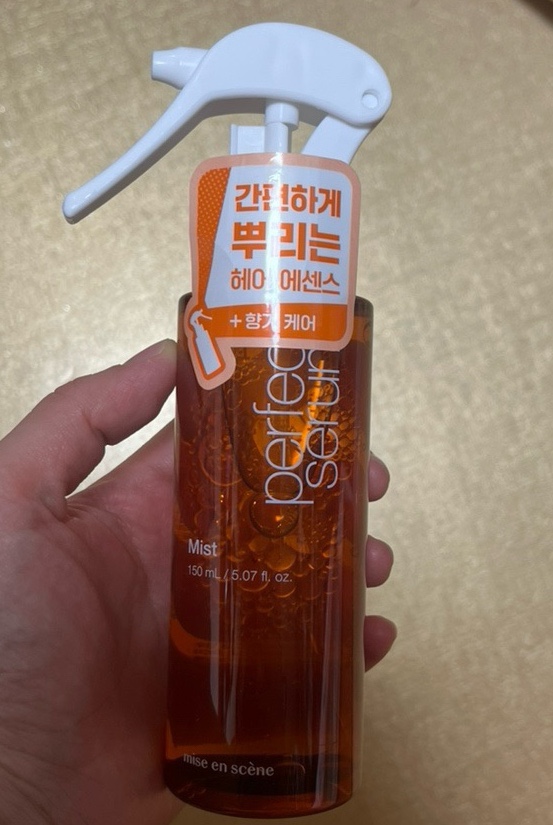 간편하게
뿌리는
헤어 에센스
+ 향기 케어
serum
Mist
150 mL / 5.07 fl. oz.
mise en scène